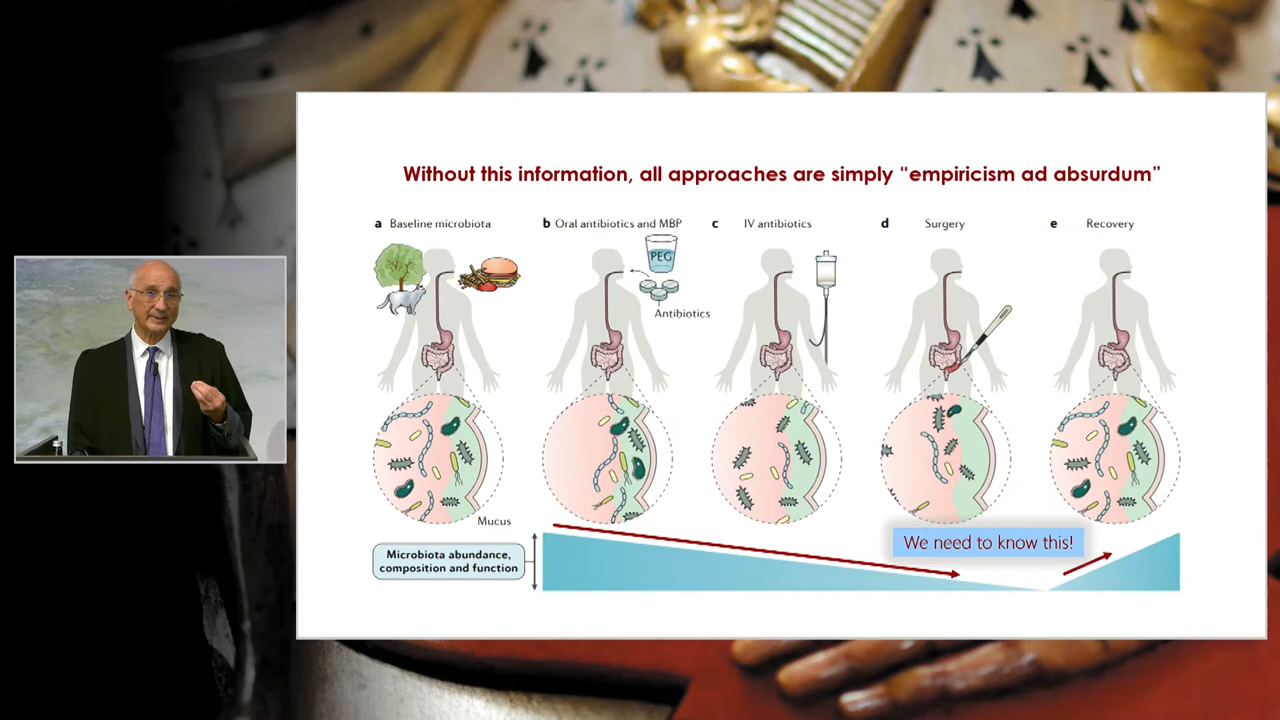 Without this information, all approaches are simply “empiricism ad absurdum”
a Baseline microbiota
b Oral antibiotics and MBP
c IV antibiotics
d Surgery
e Recovery
PEG
Antibiotics
Mucus
We need to know this!
Microbiota abundance,
composition and function